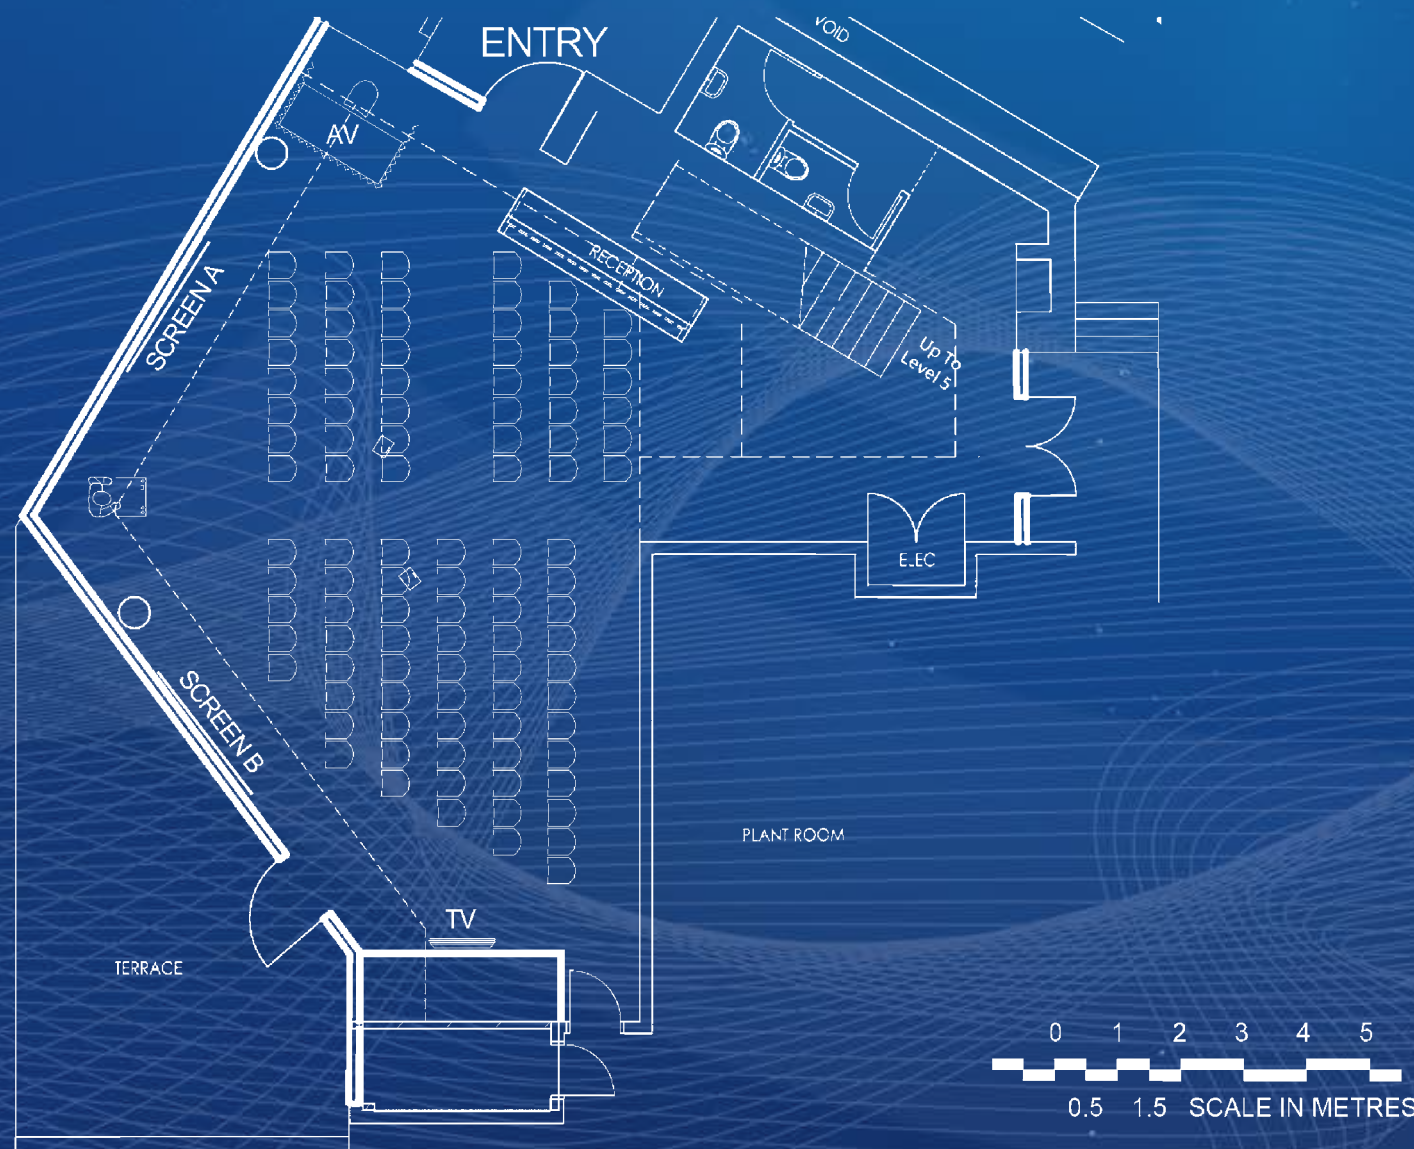 ENTRY
VOID
AV
RECEPTION
SCREEN A
Up To
Level 5
ELEC
SCREEN B
PLANT ROOM
TV
TERRACE
0 1 2 3 4 5
0.5 1.5 SCALE IN METRES